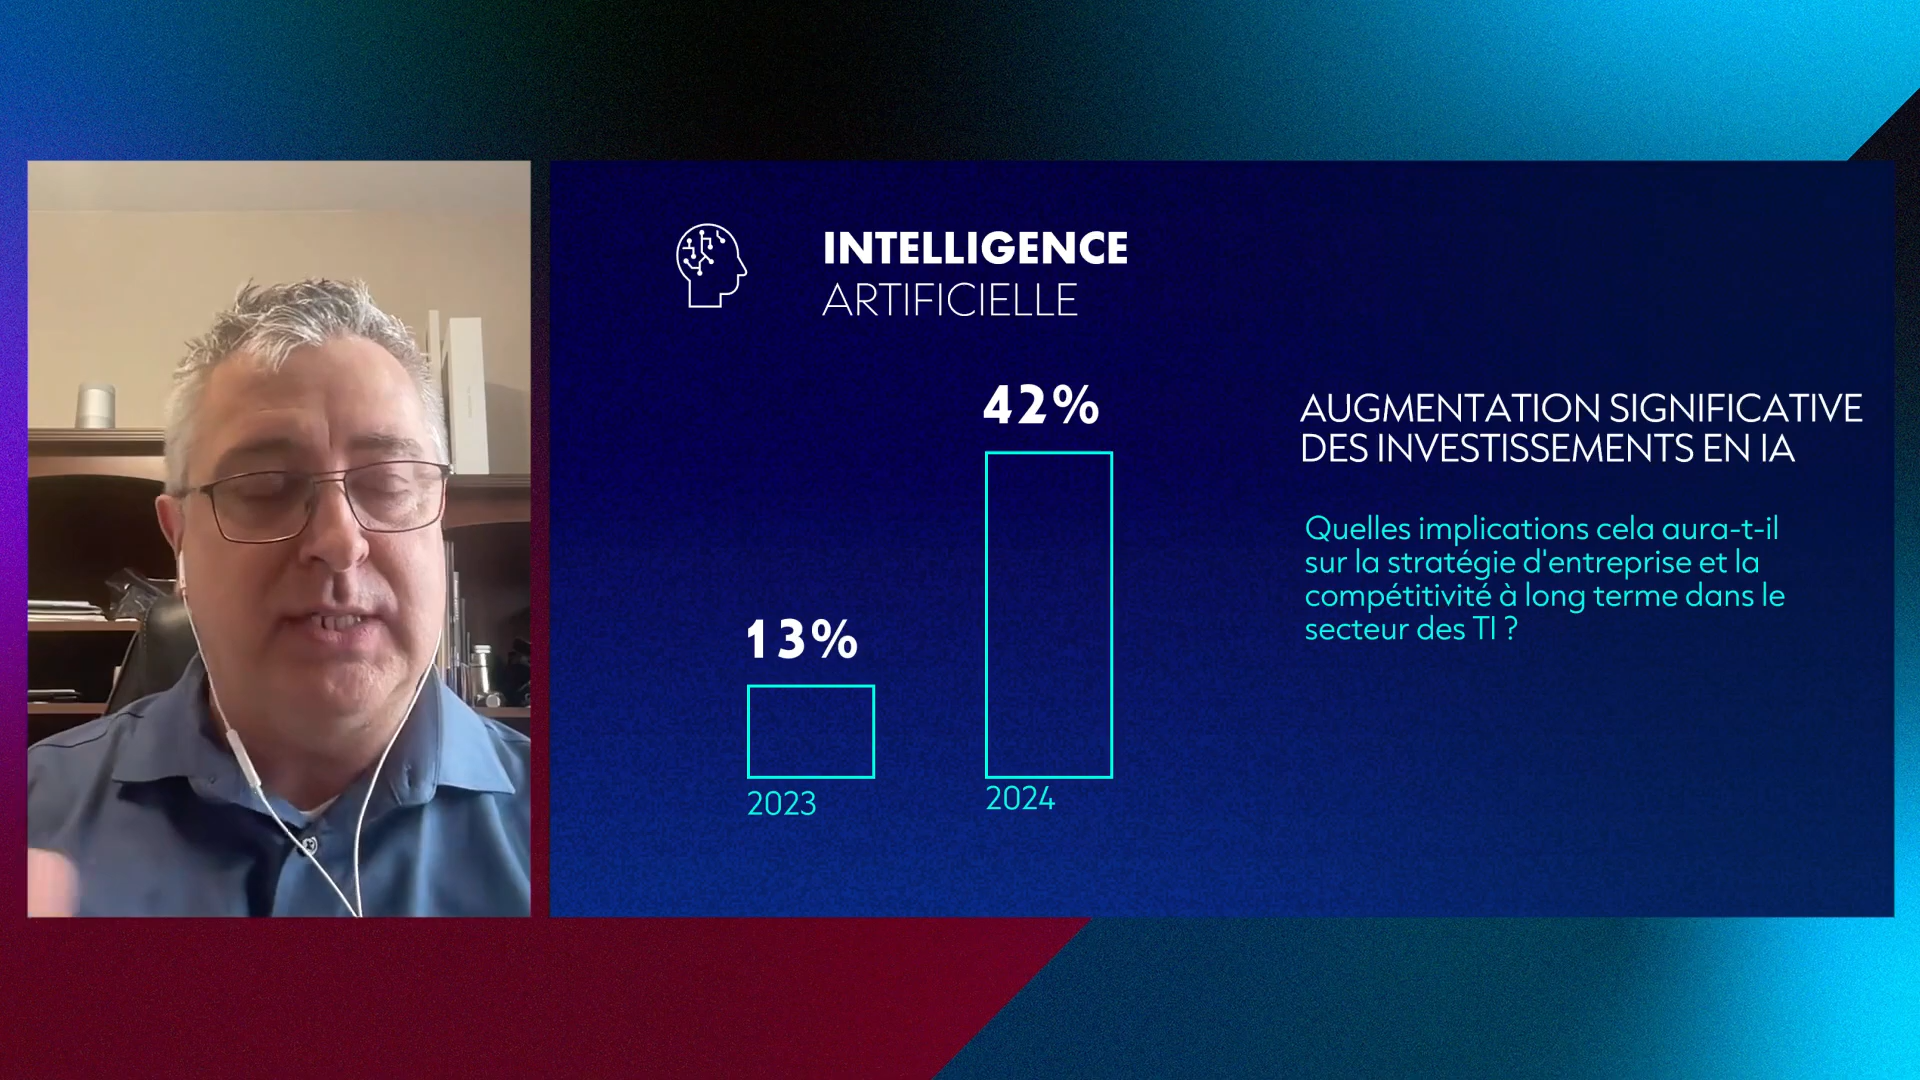 INTELLIGENCE
ARTIFICIELLE
42%
13%
2023
2024
AUGMENTATION SIGNIFICATIVE
DES INVESTISSEMENTS EN IA
Quelles implications cela aura-t-il
sur la stratégie d'entreprise et la
compétitivité à long terme dans le
secteur des TI ?